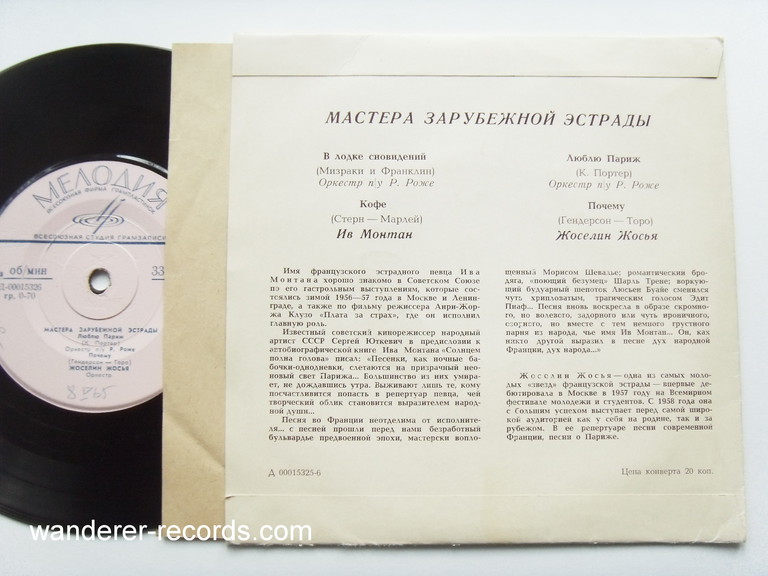 МЕЛОДИЯ
ВСЕСОЮЗНАЯ ФИРМА ГРАМПЛАСТИНОК
ВСЕСОЮЗНАЯ СТУДИЯ ГРАМЗАПИСИ
об/мин
33
Д-00015326
гр. 0-70
МАСТЕРА ЗАРУБЕЖНОЙ ЭСТРАДЫ
Люблю Париж
(К. Портер)
Оркестр п/у Р. Роже
Почему
(Гендерсон — Торо)
ЖОСЕЛИН ЖОСЬЯ
Оркестр
МАСТЕРА ЗАРУБЕЖНОЙ ЭСТРАДЫ
В лодке сновидений
(Мизраки и Франклин)
Оркестр п/у Р. Роже
Кофе
(Стерн — Марлей)
Ив Монтан
Люблю Париж
(К. Портер)
Оркестр п/у Р. Роже
Почему
(Гендерсон — Торо)
Жоселин Жосья
Имя французского эстрадного певца Ива
Монтана хорошо знакомо в Советском Союзе
по его гастрольным выступлениям, которые сос-
тоялись зимой 1956—57 года в Москве и Ленин-
граде, а также по фильму режиссера Анри-Жор-
жа Клузо «Плата за страх», где он исполнил
главную роль.
Известный советский кинорежиссер народный
артист СССР Сергей Юткевич в предисловии к
автобиографической книге Ива Монтана «Солнцем
полна голова» писал: «Песенки, как ночные ба-
бочки-однодневки, слетаются на призрачный нео-
новый свет Парижа... Большинство из них умира-
ет, не дождавшись утра. Выживают лишь те, кому
посчастливится попасть в репертуар певца, чей
творческий облик становится выразителем народ-
ной души...
Песня во Франции неотделима от исполните-
ля... с песней прошли перед нами безработный
бульвардье предвоенной эпохи, мастерски вопло-
щенный Морисом Шевалье; романтический бро-
дяга, «поющий безумец» Шарль Трене; воркую-
щий будуарный шепоток Люсьен Буайе сменился
чуть хрипловатым, трагическим голосом Эдит
Пиаф... Песня вновь воскресла в образе скромно-
го, но волевого, задорного или чуть ироничного,
спорного, но вместе с тем немного грустного
парня из народа, чье имя Ив Монтан... Он, как
никто другой выразил в песне дух народной
Франции, дух народа...»
Жоселин Жосья — одна из самых моло-
дых «звезд» французской эстрады — впервые де-
бютировала в Москве в 1957 году на Всемирном
фестивале молодежи и студентов. С 1958 года она
с большим успехом выступает перед самой широ-
кой аудиторией как у себя на родине, так и за
рубежом. В ее репертуаре песни современной
Франции, песни о Париже.
Д 00015325-6
Цена конверта 20 коп.
wanderer-records.com